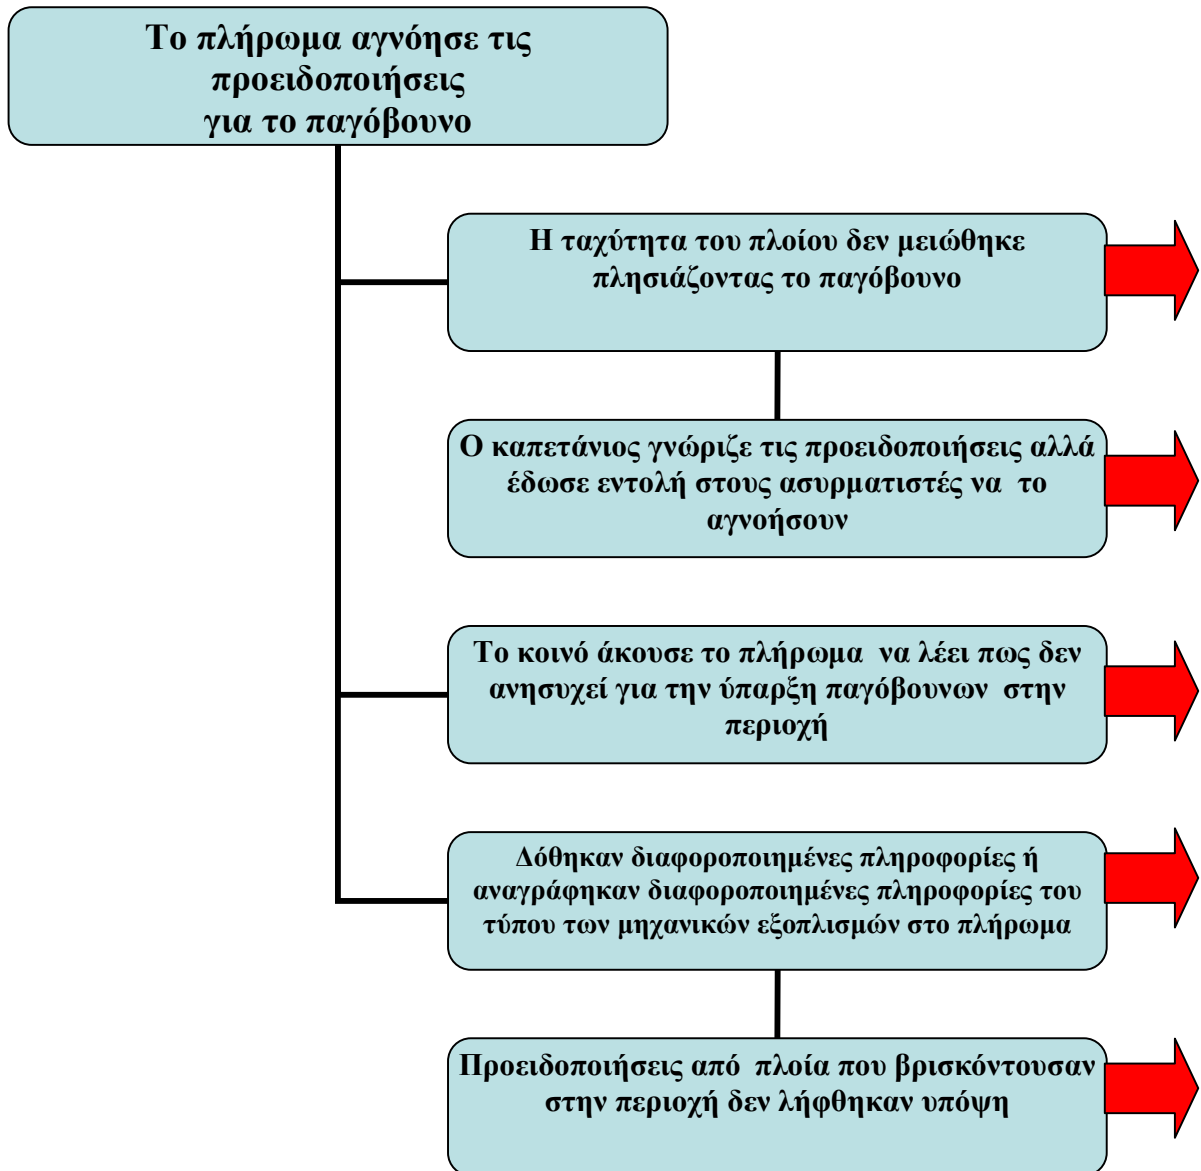 Το πλήρωμα αγνόησε τις
προειδοποιήσεις
για το παγόβουνο
Η ταχύτητα του πλοίου δεν μειώθηκε
πλησιάζοντας το παγόβουνο
Ο καπετάνιος γνώριζε τις προειδοποιήσεις αλλά
έδωσε εντολή στους ασυρματιστές να το
αγνοήσουν
Το κοινό άκουσε το πλήρωμα να λέει πως δεν
ανησυχεί για την ύπαρξη παγόβουνων στην
περιοχή
Δόθηκαν διαφοροποιημένες πληροφορίες ή
αναγράφηκαν διαφοροποιημένες πληροφορίες του
τύπου των μηχανικών εξοπλισμών στο πλήρωμα
Προειδοποιήσεις από πλοία που βρισκόντουσαν
στην περιοχή δεν λήφθηκαν υπόψη